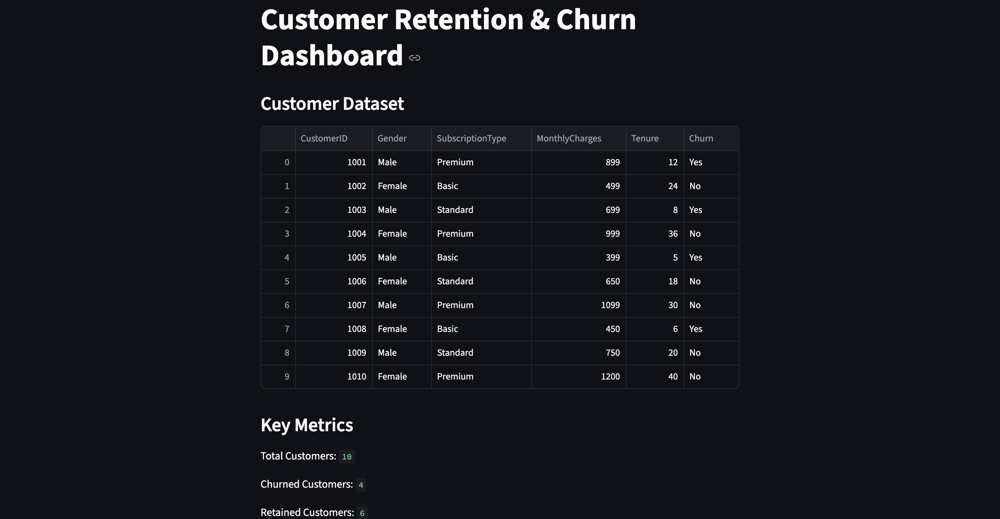 Customer Retention & Churn
Dashboard
Customer Dataset
CustomerID Gender SubscriptionType MonthlyCharges Tenure Churn
0 1001 Male Premium 899 12 Yes
1 1002 Female Basic 499 24 No
2 1003 Male Standard 699 8 Yes
3 1004 Female Premium 999 36 No
4 1005 Male Basic 399 5 Yes
5 1006 Female Standard 650 18 No
6 1007 Male Premium 1099 30 No
7 1008 Female Basic 450 6 Yes
8 1009 Male Standard 750 20 No
9 1010 Female Premium 1200 40 No
Key Metrics
Total Customers: 10
Churned Customers: 4
Retained Customers: 6